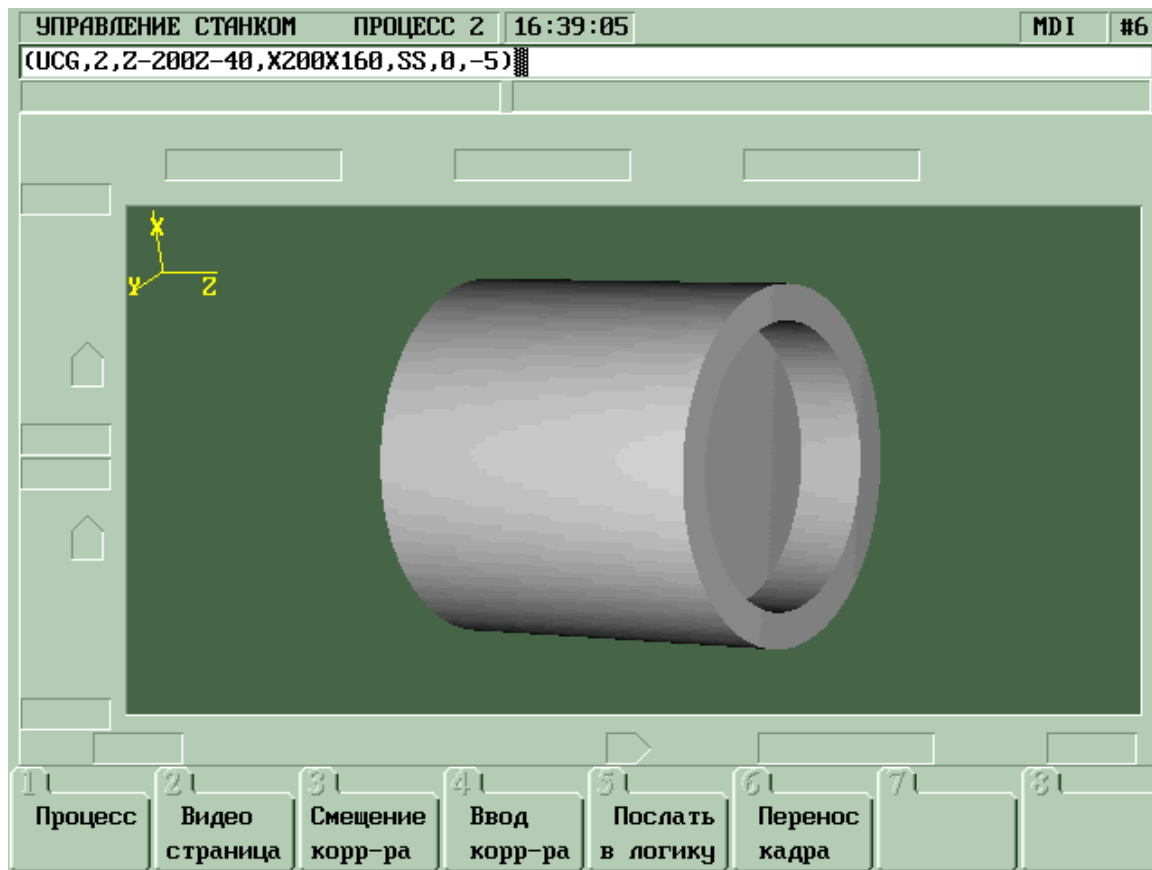 УПРАВЛЕНИЕ СТАНКОМ ПРОЦЕСС 2 16:39:05 MDI #6
(UCG,2,Z-200Z-40,X200X160,SS,0,-5)
X
Y Z
1 2 3 4 5 6 7 8
Процесс Видео страница Смещение корр-ра Ввод корр-ра Послать в логику Перенос кадра